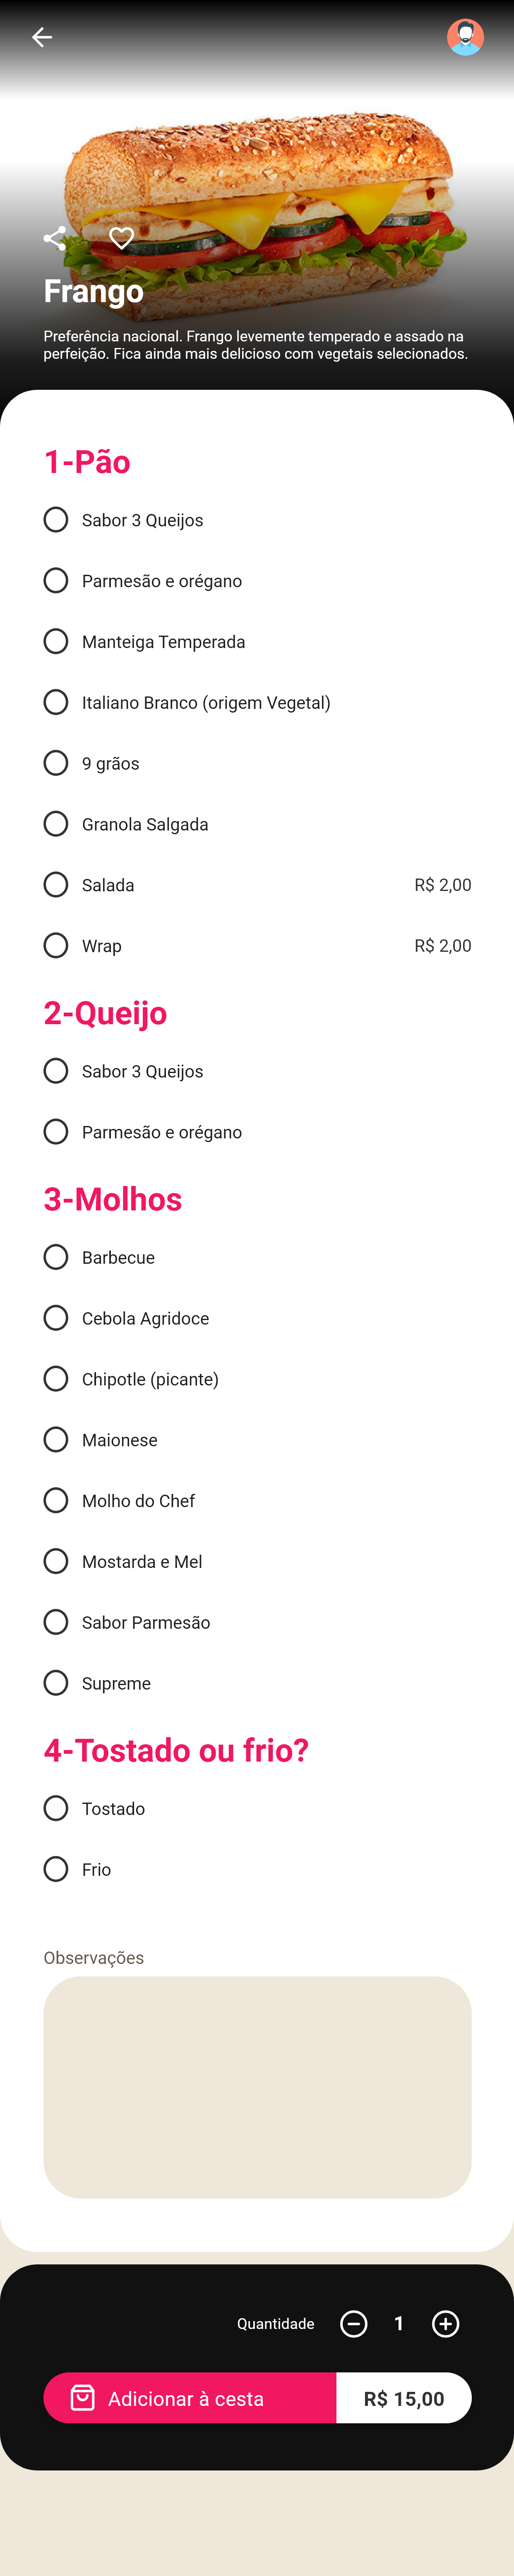 Frango
Preferência nacional. Frango levemente temperado e assado na
perfeição. Fica ainda mais delicioso com vegetais selecionados.
1-Pão
Sabor 3 Queijos
Parmesão e orégano
Manteiga Temperada
Italiano Branco (origem Vegetal)
9 grãos
Granola Salgada
Salada R$ 2,00
Wrap R$ 2,00
2-Queijo
Sabor 3 Queijos
Parmesão e orégano
3-Molhos
Barbecue
Cebola Agridoce
Chipotle (picante)
Maionese
Molho do Chef
Mostarda e Mel
Sabor Parmesão
Supreme
4-Tostado ou frio?
Tostado
Frio
Observações
Quantidade 1
Adicionar à cesta R$ 15,00